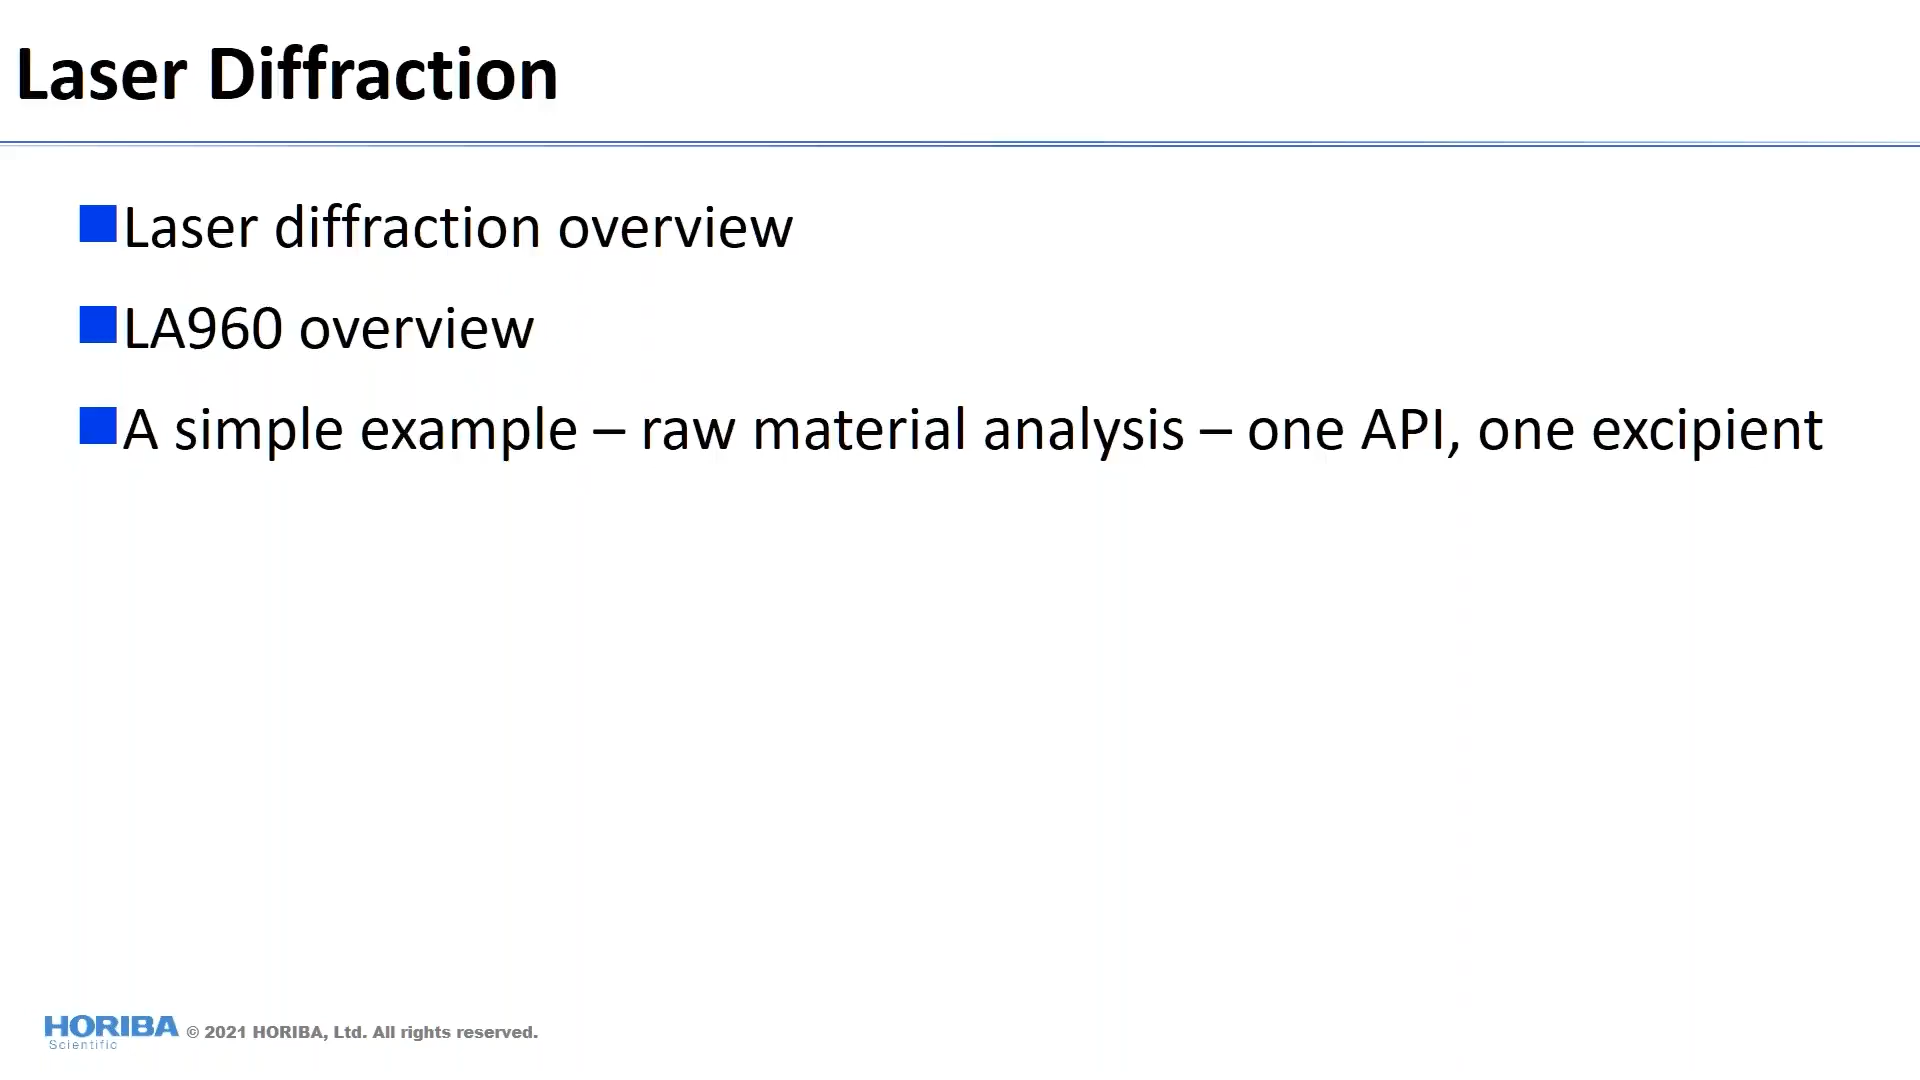 Laser Diffraction
Laser diffraction overview
LA960 overview
A simple example – raw material analysis – one API, one excipient
HORIBA
Scientific
© 2021 HORIBA, Ltd. All rights reserved.